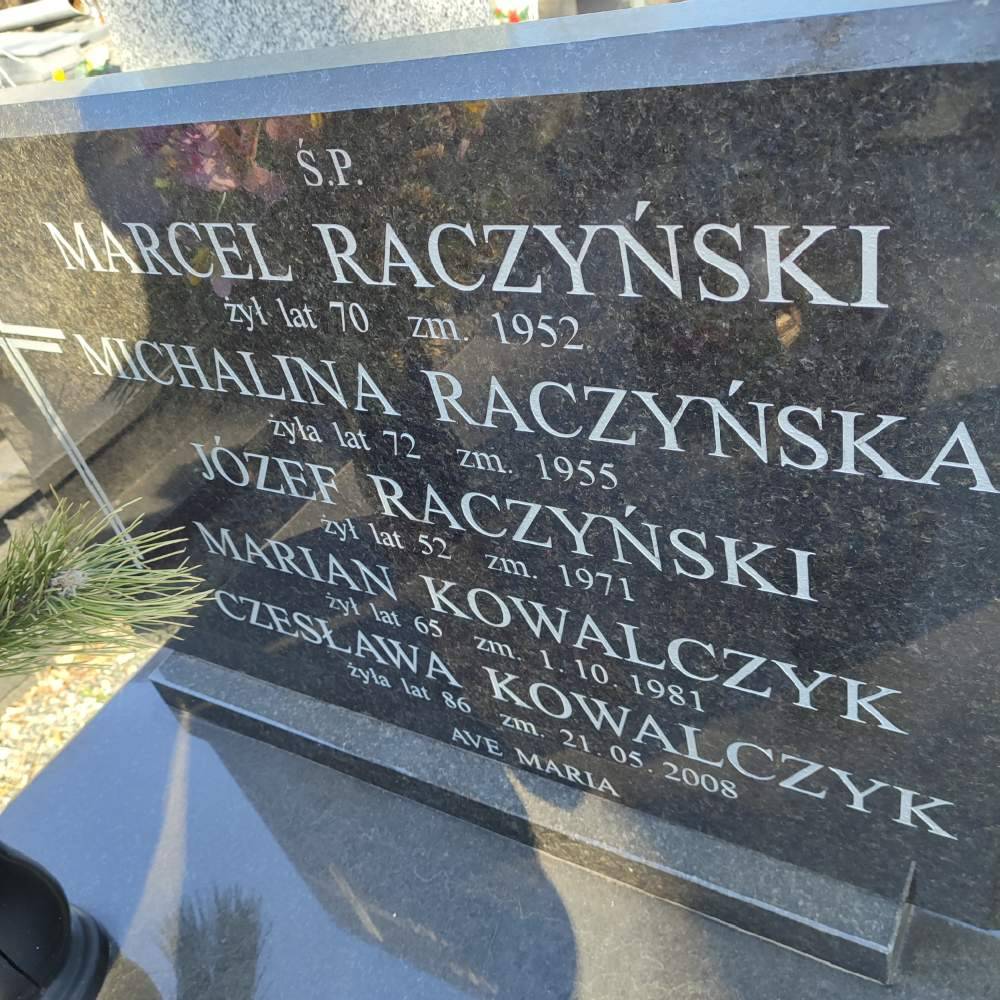 Ś.P.
MARCEL RACZYŃSKI
żył lat 70 zm. 1952
MICHALINA RACZYŃSKA
żyła lat 72 zm. 1955
JÓZEF RACZYŃSKI
żył lat 52 zm. 1971
MARIAN KOWALCZYK
żył lat 65 zm. 1.10.1981
CZESŁAWA KOWALCZYK
żyła lat 86 zm. 21.05.2008
AVE MARIA